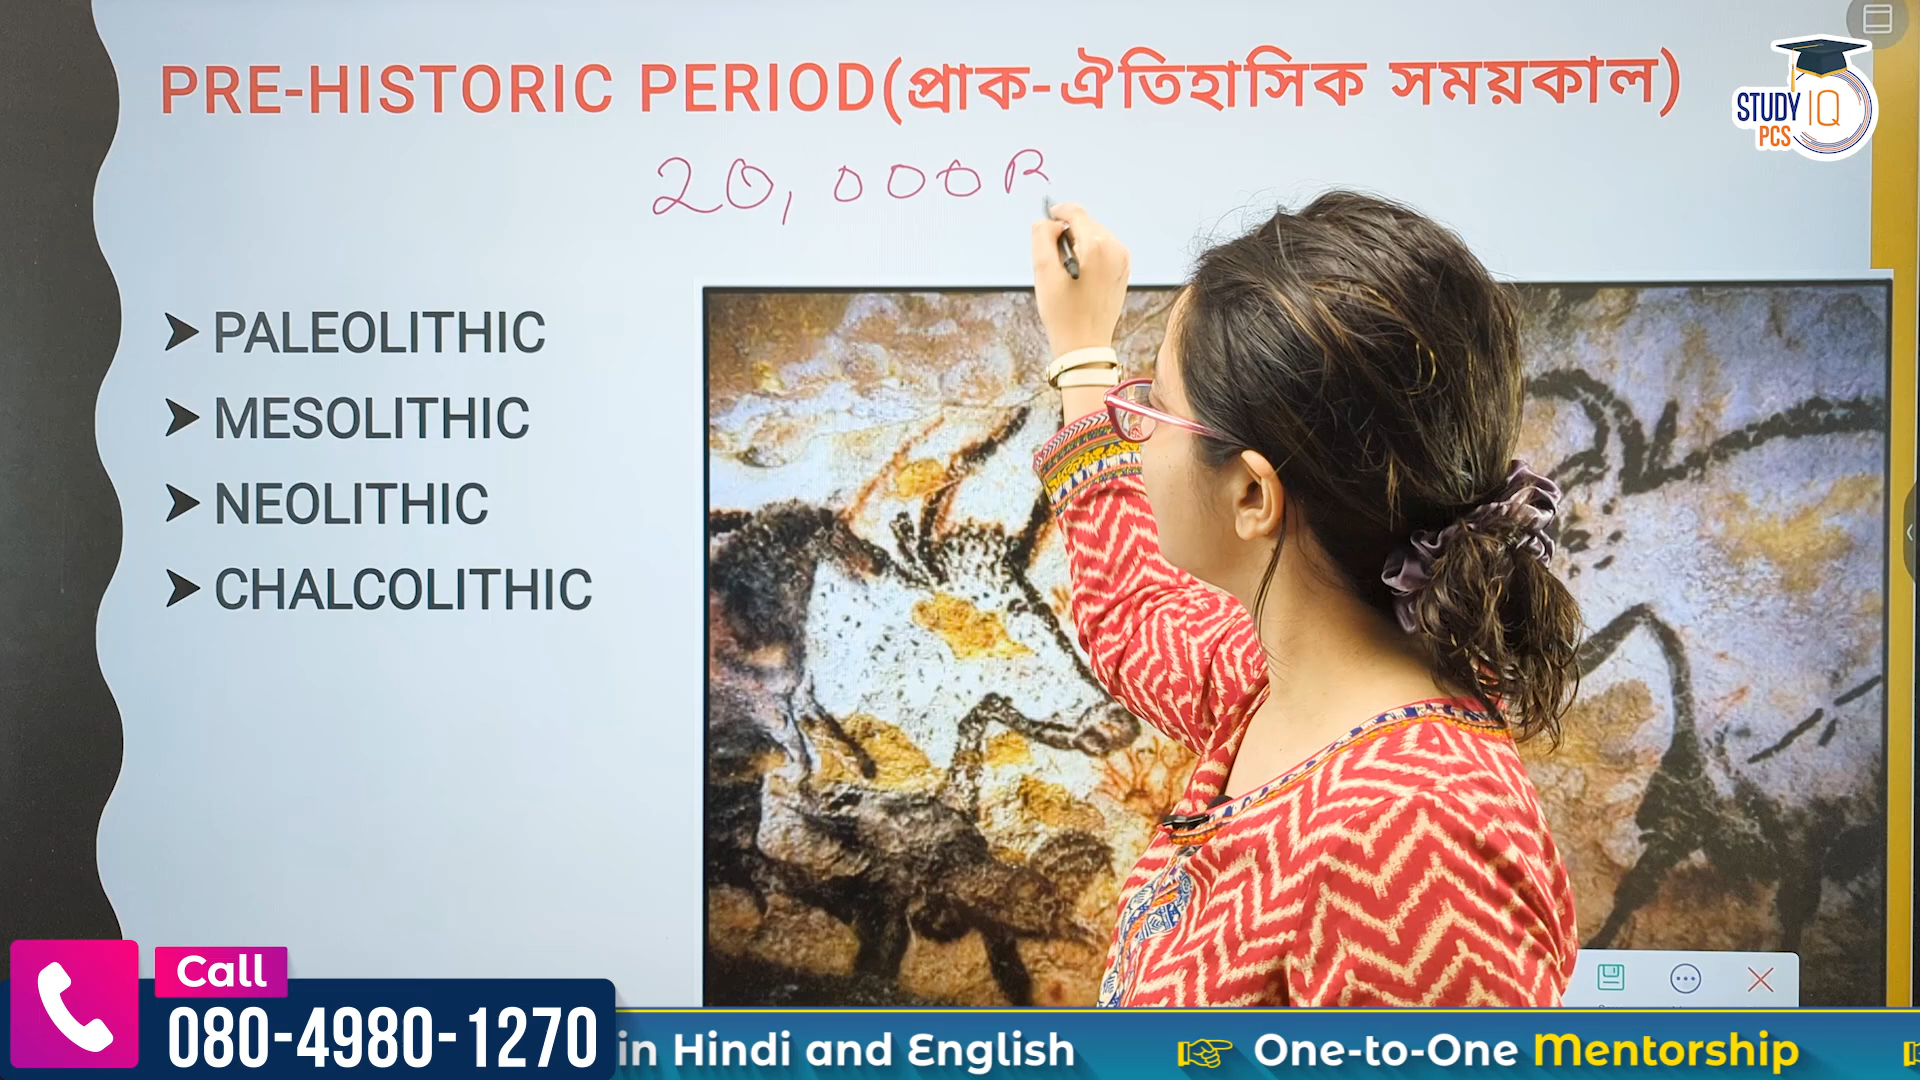 PRE-HISTORIC PERIOD(প্রাক-ঐতিহাসিক সময়কাল)
STUDY IQ
PCS
20,000B
PALEOLITHIC
MESOLITHIC
NEOLITHIC
CHALCOLITHIC
Call
080-4980-1270
in Hindi and English
One-to-One Mentorship